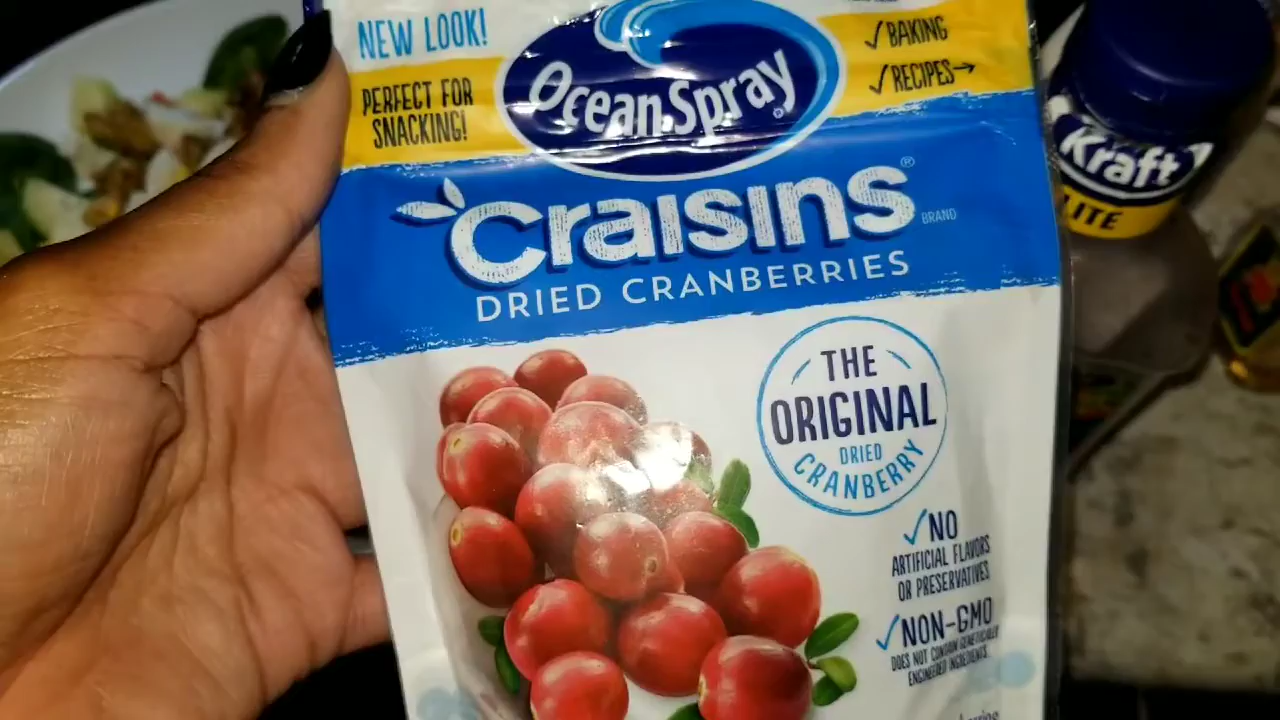 NEW LOOK!
PERFECT FOR
SNACKING!
Ocean Spray®
✓BAKING
✓RECIPES→
Craisins®
BRAND
DRIED CRANBERRIES
THE
ORIGINAL
DRIED
CRANBERRY
✓NO
ARTIFICIAL FLAVORS
OR PRESERVATIVES
✓NON-GMO
DOES NOT CONTAIN GENETICALLY
ENGINEERED INGREDIENTS
Kraft
LITE